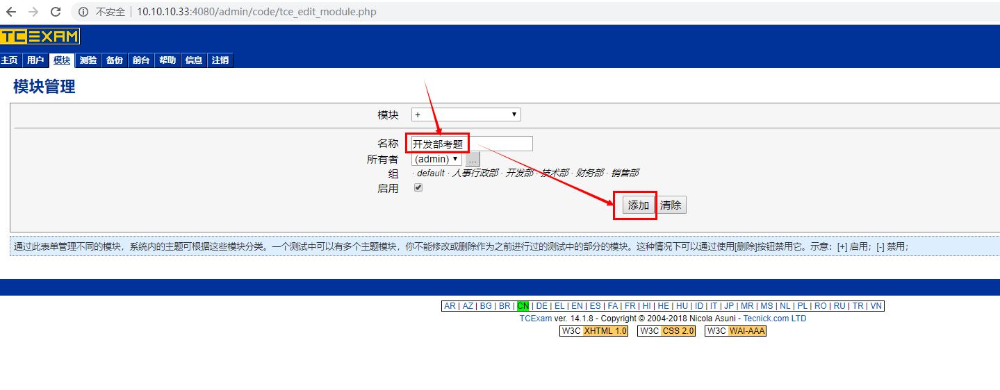 不安全 10.10.10.33:4080/admin/code/tce_edit_module.php
TCEXAM
主页 用户 模块 测验 备份 前台 帮助 信息 注销
模块管理
模块 +
名称 开发部考题
所有者 (admin) ...
组 · default · 人事行政部 · 开发部 · 技术部 · 财务部 · 销售部
启用
添加 清除
通过此表单管理不同的模块，系统内的主题可根据这些模块分类。一个测试中可以有多个主题模块，你不能修改或删除作为之前进行过的测试中的部分的模块。这种情况下可以通过使用[删除]按钮禁用它。示意：[+] 启用；[-] 禁用；
AR | AZ | BG | BR | CN | DE | EL | EN | ES | FA | FR | HI | HE | HU | ID | IT | JP | MR | MS | NL | PL | RO | RU | TR | VN
TCExam ver. 14.1.8 - Copyright © 2004-2018 Nicola Asuni - Tecnick.com LTD
W3C XHTML 1.0 W3C CSS 2.0 W3C WAI-AAA